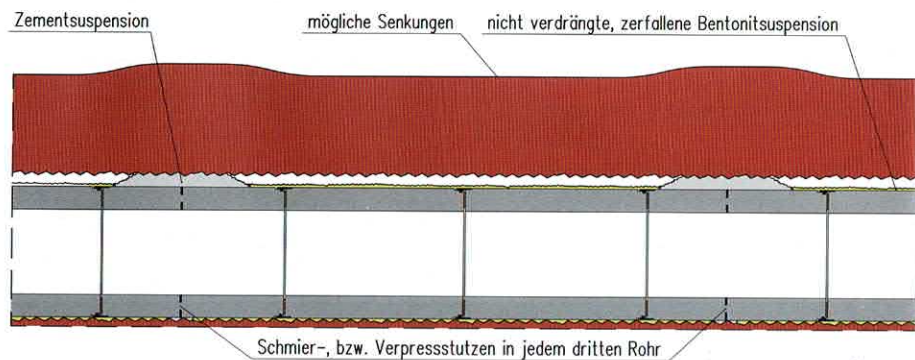 Zementsuspension
mögliche Senkungen
nicht verdrängte, zerfallene Bentonitsuspension
Schmier-, bzw. Verpressstutzen in jedem dritten Rohr